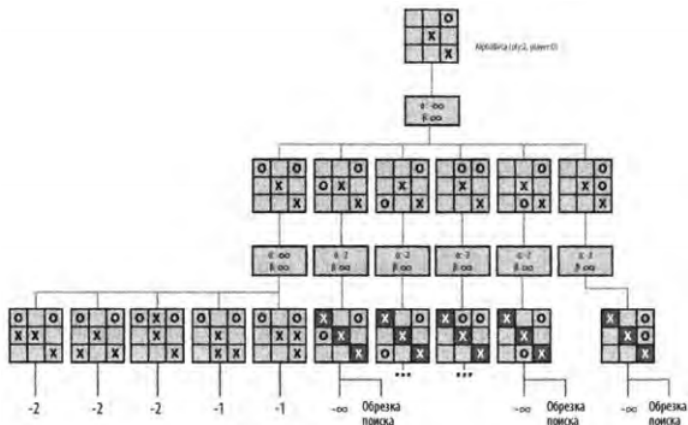 O
X
X
AlphaBeta (ply:2, player:O)
α: -∞
β: ∞
O O O O O O O O
X O X X X X X O
X X O X X O X X
α: -∞ α: -2 α: -2 α: -2 α: -2 α: -2
β: ∞ β: ∞ β: ∞ β: ∞ β: ∞ β: ∞
O O O O O X O O O O O X O X O X O O X O X O
X X X X X X X O X X X X X O
X X X X X X X X O X X O X X
... ...
-2 -2 -2 -1 -1 -∞ Обрезка поиска -∞ Обрезка поиска -∞ Обрезка поиска